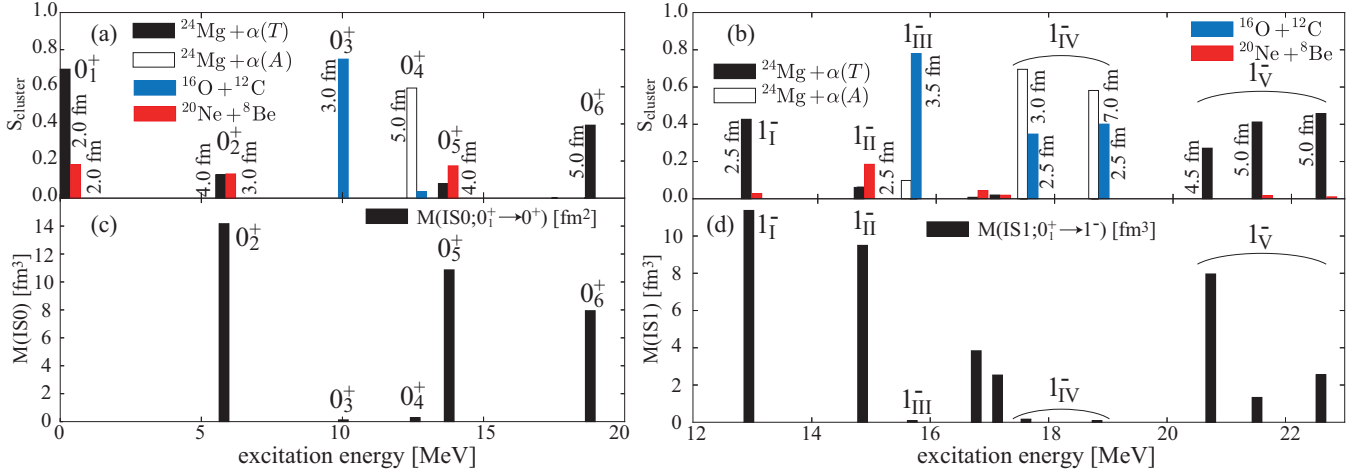 (a)
S_cluster
1.0
0.8
0.6
0.4
0.2
0.0
²⁴Mg+α(T)
²⁴Mg+α(A)
¹⁶O+¹²C
²⁰Ne+⁸Be
0₁⁺
2.0 fm
2.0 fm
4.0 fm
0₂⁺
3.0 fm
0₃⁺
3.0 fm
0₄⁺
5.0 fm
0₅⁺
4.0 fm
0₆⁺
5.0 fm
(b)
S_cluster
1.0
0.8
0.6
0.4
0.2
0.0
²⁴Mg+α(T)
²⁴Mg+α(A)
¹⁶O+¹²C
²⁰Ne+⁸Be
1⁻_I
2.5 fm
1⁻_II
2.5 fm
1⁻_III
3.5 fm
1⁻_IV
3.0 fm
2.5 fm
7.0 fm
2.5 fm
1⁻_V
4.5 fm
5.0 fm
5.0 fm
(c)
M(IS0;0₁⁺→0⁺) [fm²]
M(IS0) [fm³]
14
12
10
8
6
4
2
0
0₂⁺
0₃⁺
0₄⁺
0₅⁺
0₆⁺
0 5 10 15 20
excitation energy [MeV]
(d)
M(IS1;0₁⁺→1⁻) [fm³]
M(IS1) [fm³]
10
8
6
4
2
0
1⁻_I
1⁻_II
1⁻_III
1⁻_IV
1⁻_V
12 14 16 18 20 22
excitation energy [MeV]